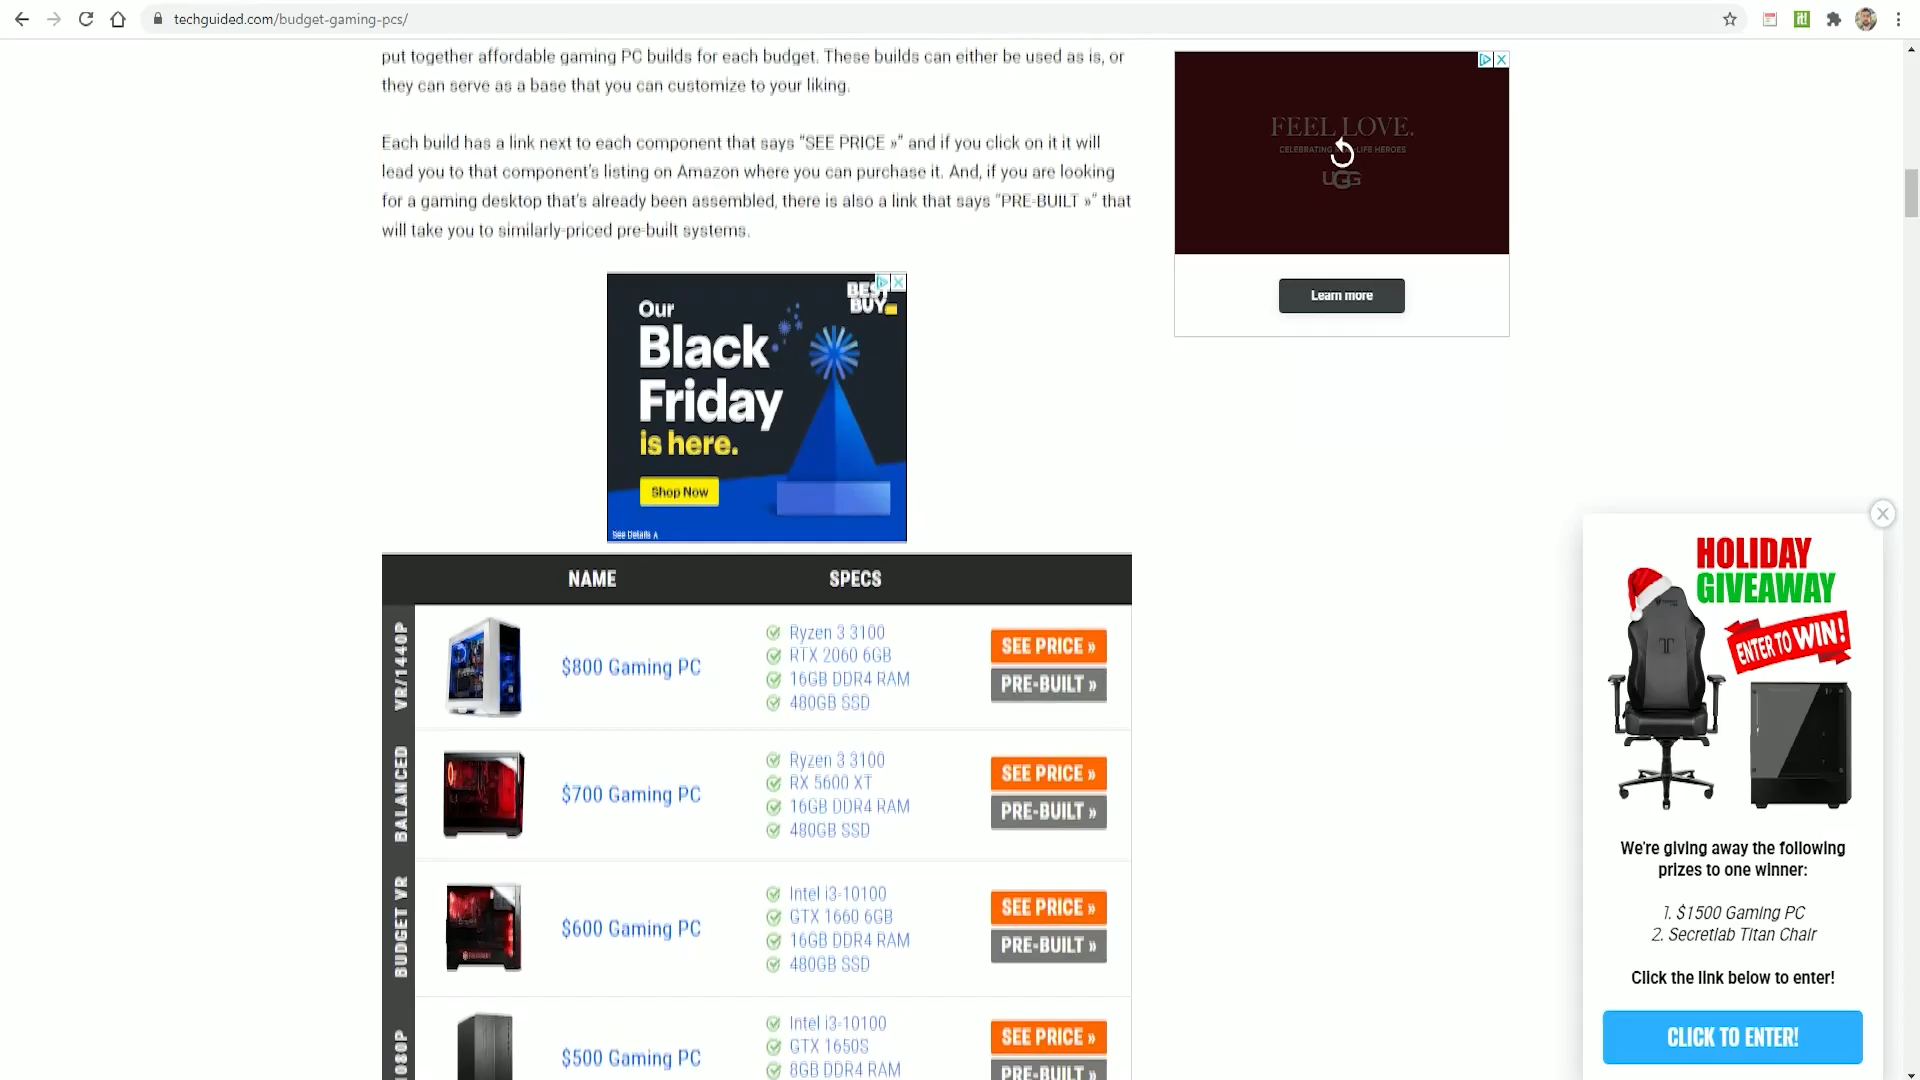 techguided.com/budget-gaming-pcs/
put together affordable gaming PC builds for each budget. These builds can either be used as is, or
they can serve as a base that you can customize to your liking.
Each build has a link next to each component that says “SEE PRICE »” and if you click on it it will
lead you to that component’s listing on Amazon where you can purchase it. And, if you are looking
for a gaming desktop that’s already been assembled, there is also a link that says “PRE-BUILT »” that
will take you to similarly-priced pre-built systems.
FEEL LOVE.
UGG
Learn more
BEST
BUY
Our
Black
Friday
is here.
Shop Now
See Details
NAME
SPECS
VR/1440P
$800 Gaming PC
Ryzen 3 3100
RTX 2060 6GB
16GB DDR4 RAM
480GB SSD
SEE PRICE »
PRE-BUILT »
BALANCED
$700 Gaming PC
Ryzen 3 3100
RX 5600 XT
16GB DDR4 RAM
480GB SSD
SEE PRICE »
PRE-BUILT »
BUDGET VR
$600 Gaming PC
Intel i3-10100
GTX 1660 6GB
16GB DDR4 RAM
480GB SSD
SEE PRICE »
PRE-BUILT »
1080P
$500 Gaming PC
Intel i3-10100
GTX 1650S
8GB DDR4 RAM
SEE PRICE »
PRE-BUILT »
HOLIDAY
GIVEAWAY
ENTER TO WIN!
We're giving away the following
prizes to one winner:
1. $1500 Gaming PC
2. Secretlab Titan Chair
Click the link below to enter!
CLICK TO ENTER!